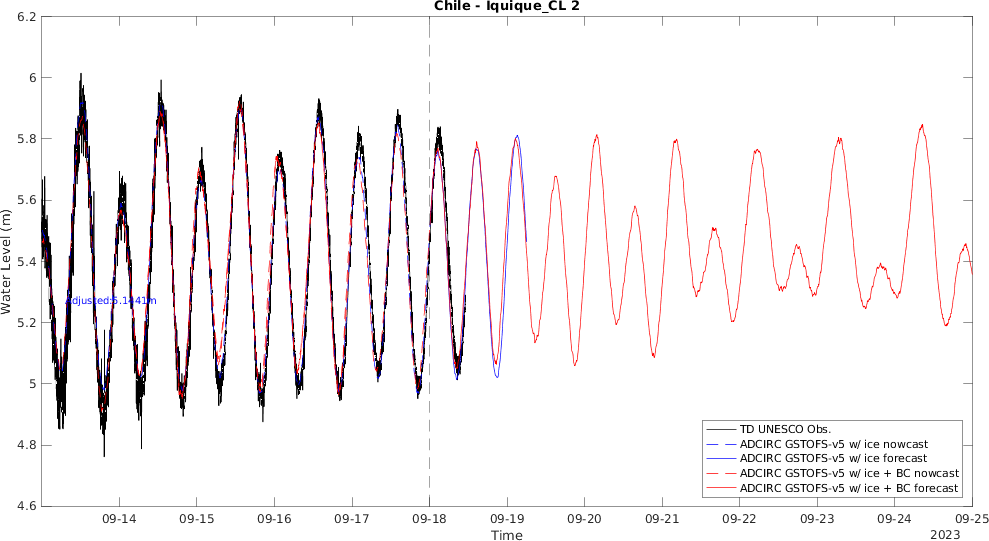 Chile - Iquique_CL 2
6.2
6
5.8
5.6
5.4
5.2
5
4.8
4.6
Water Level (m)
Adjusted:5.1441m
09-14 09-15 09-16 09-17 09-18 09-19 09-20 09-21 09-22 09-23 09-24 09-25
Time
2023
TD UNESCO Obs.
ADCIRC GSTOFS-v5 w/ ice nowcast
ADCIRC GSTOFS-v5 w/ ice forecast
ADCIRC GSTOFS-v5 w/ ice + BC nowcast
ADCIRC GSTOFS-v5 w/ ice + BC forecast